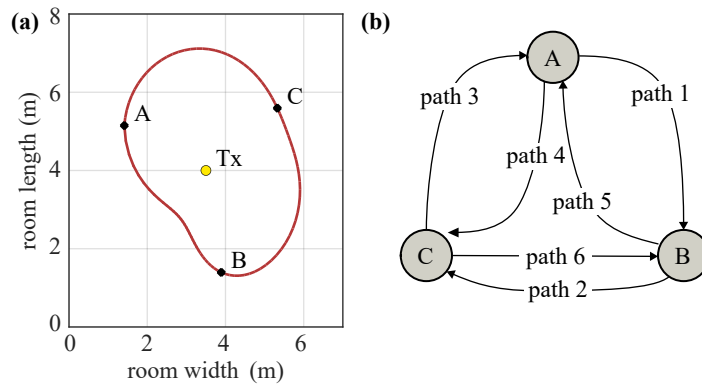 (a)
8
6
4
2
0
room length (m)
0
2
4
6
room width (m)
A
C
Tx
B
(b)
A
path 3
path 1
path 4
path 5
C
path 6
B
path 2